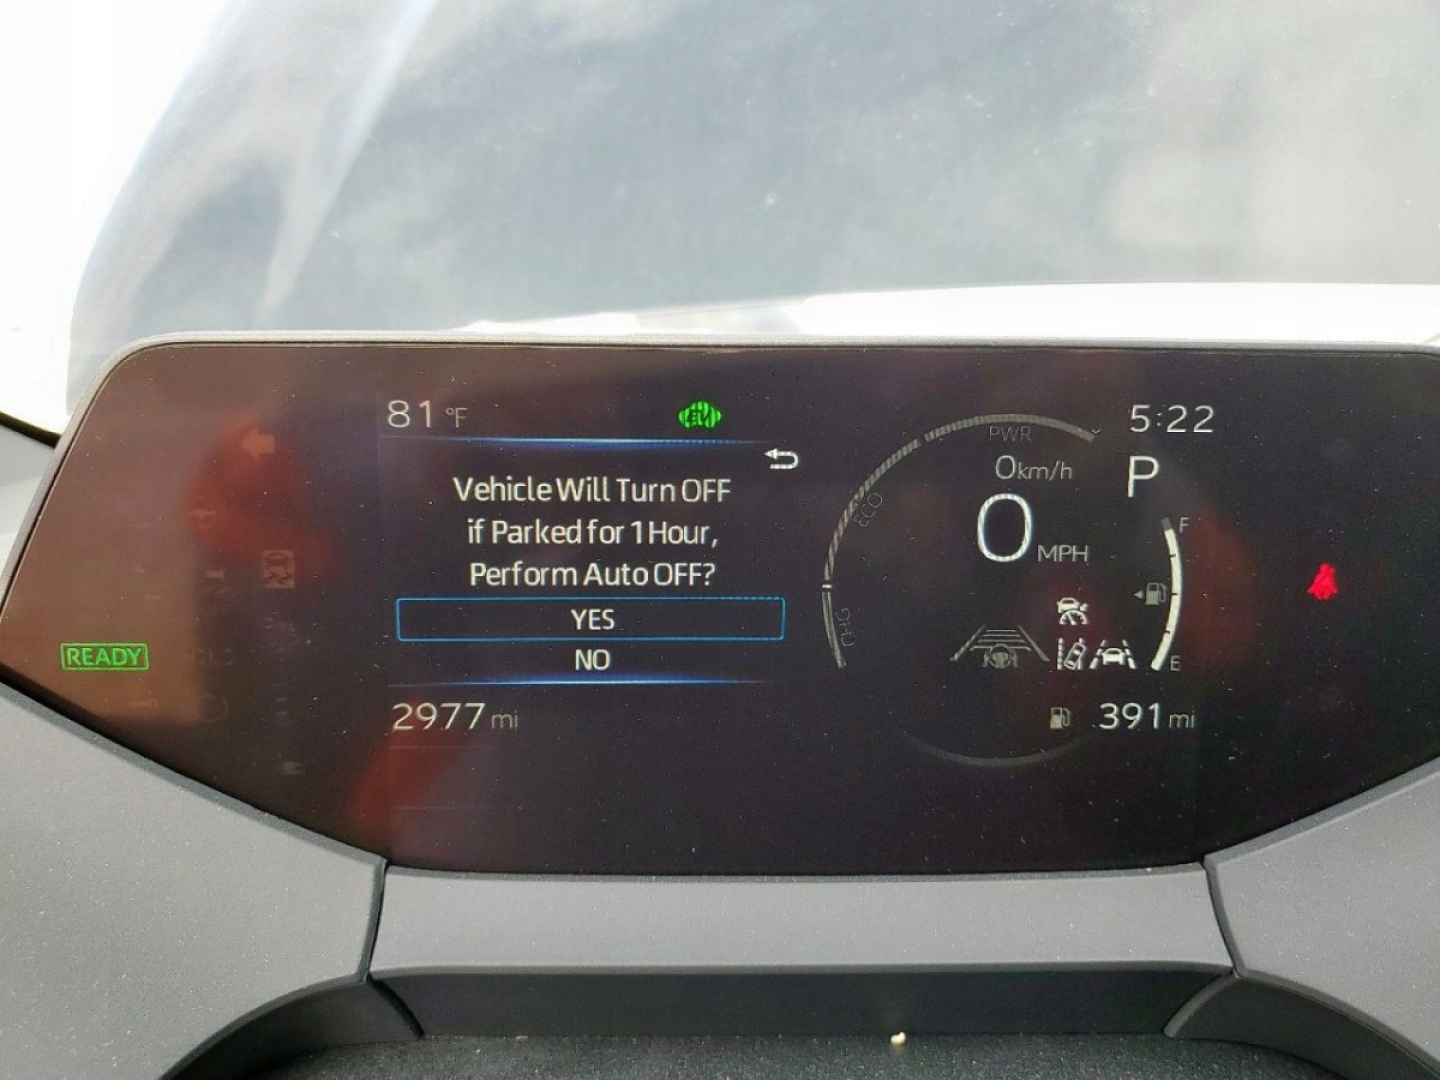 81 °F
EV
5:22
Vehicle Will Turn OFF
if Parked for 1 Hour,
Perform Auto OFF?
YES
NO
READY
2977 mi
PWR
ECO
CHG
0 km/h
0 MPH
P
F
E
391 mi